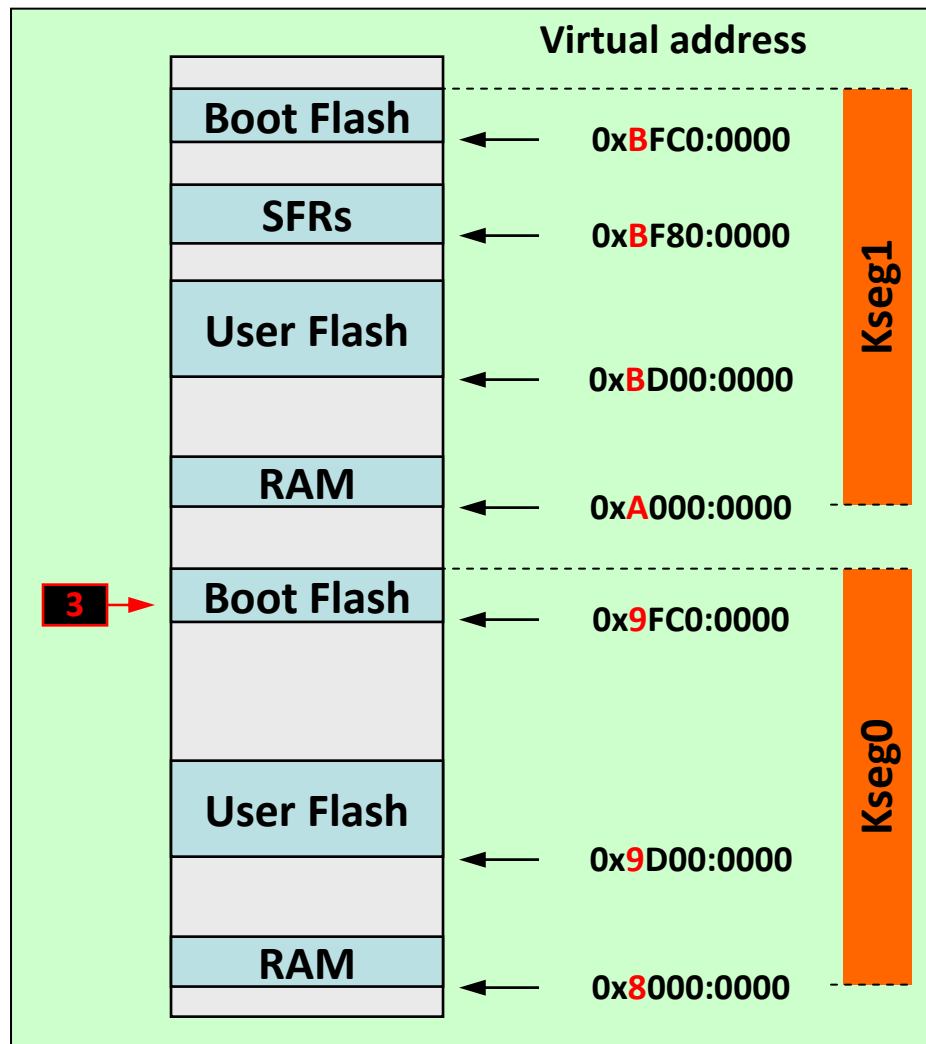 Virtual address
Boot Flash
0xBFC0:0000
SFRs
0xBF80:0000
Kseg1
User Flash
0xBD00:0000
RAM
0xA000:0000
3
Boot Flash
0x9FC0:0000
Kseg0
User Flash
0x9D00:0000
RAM
0x8000:0000